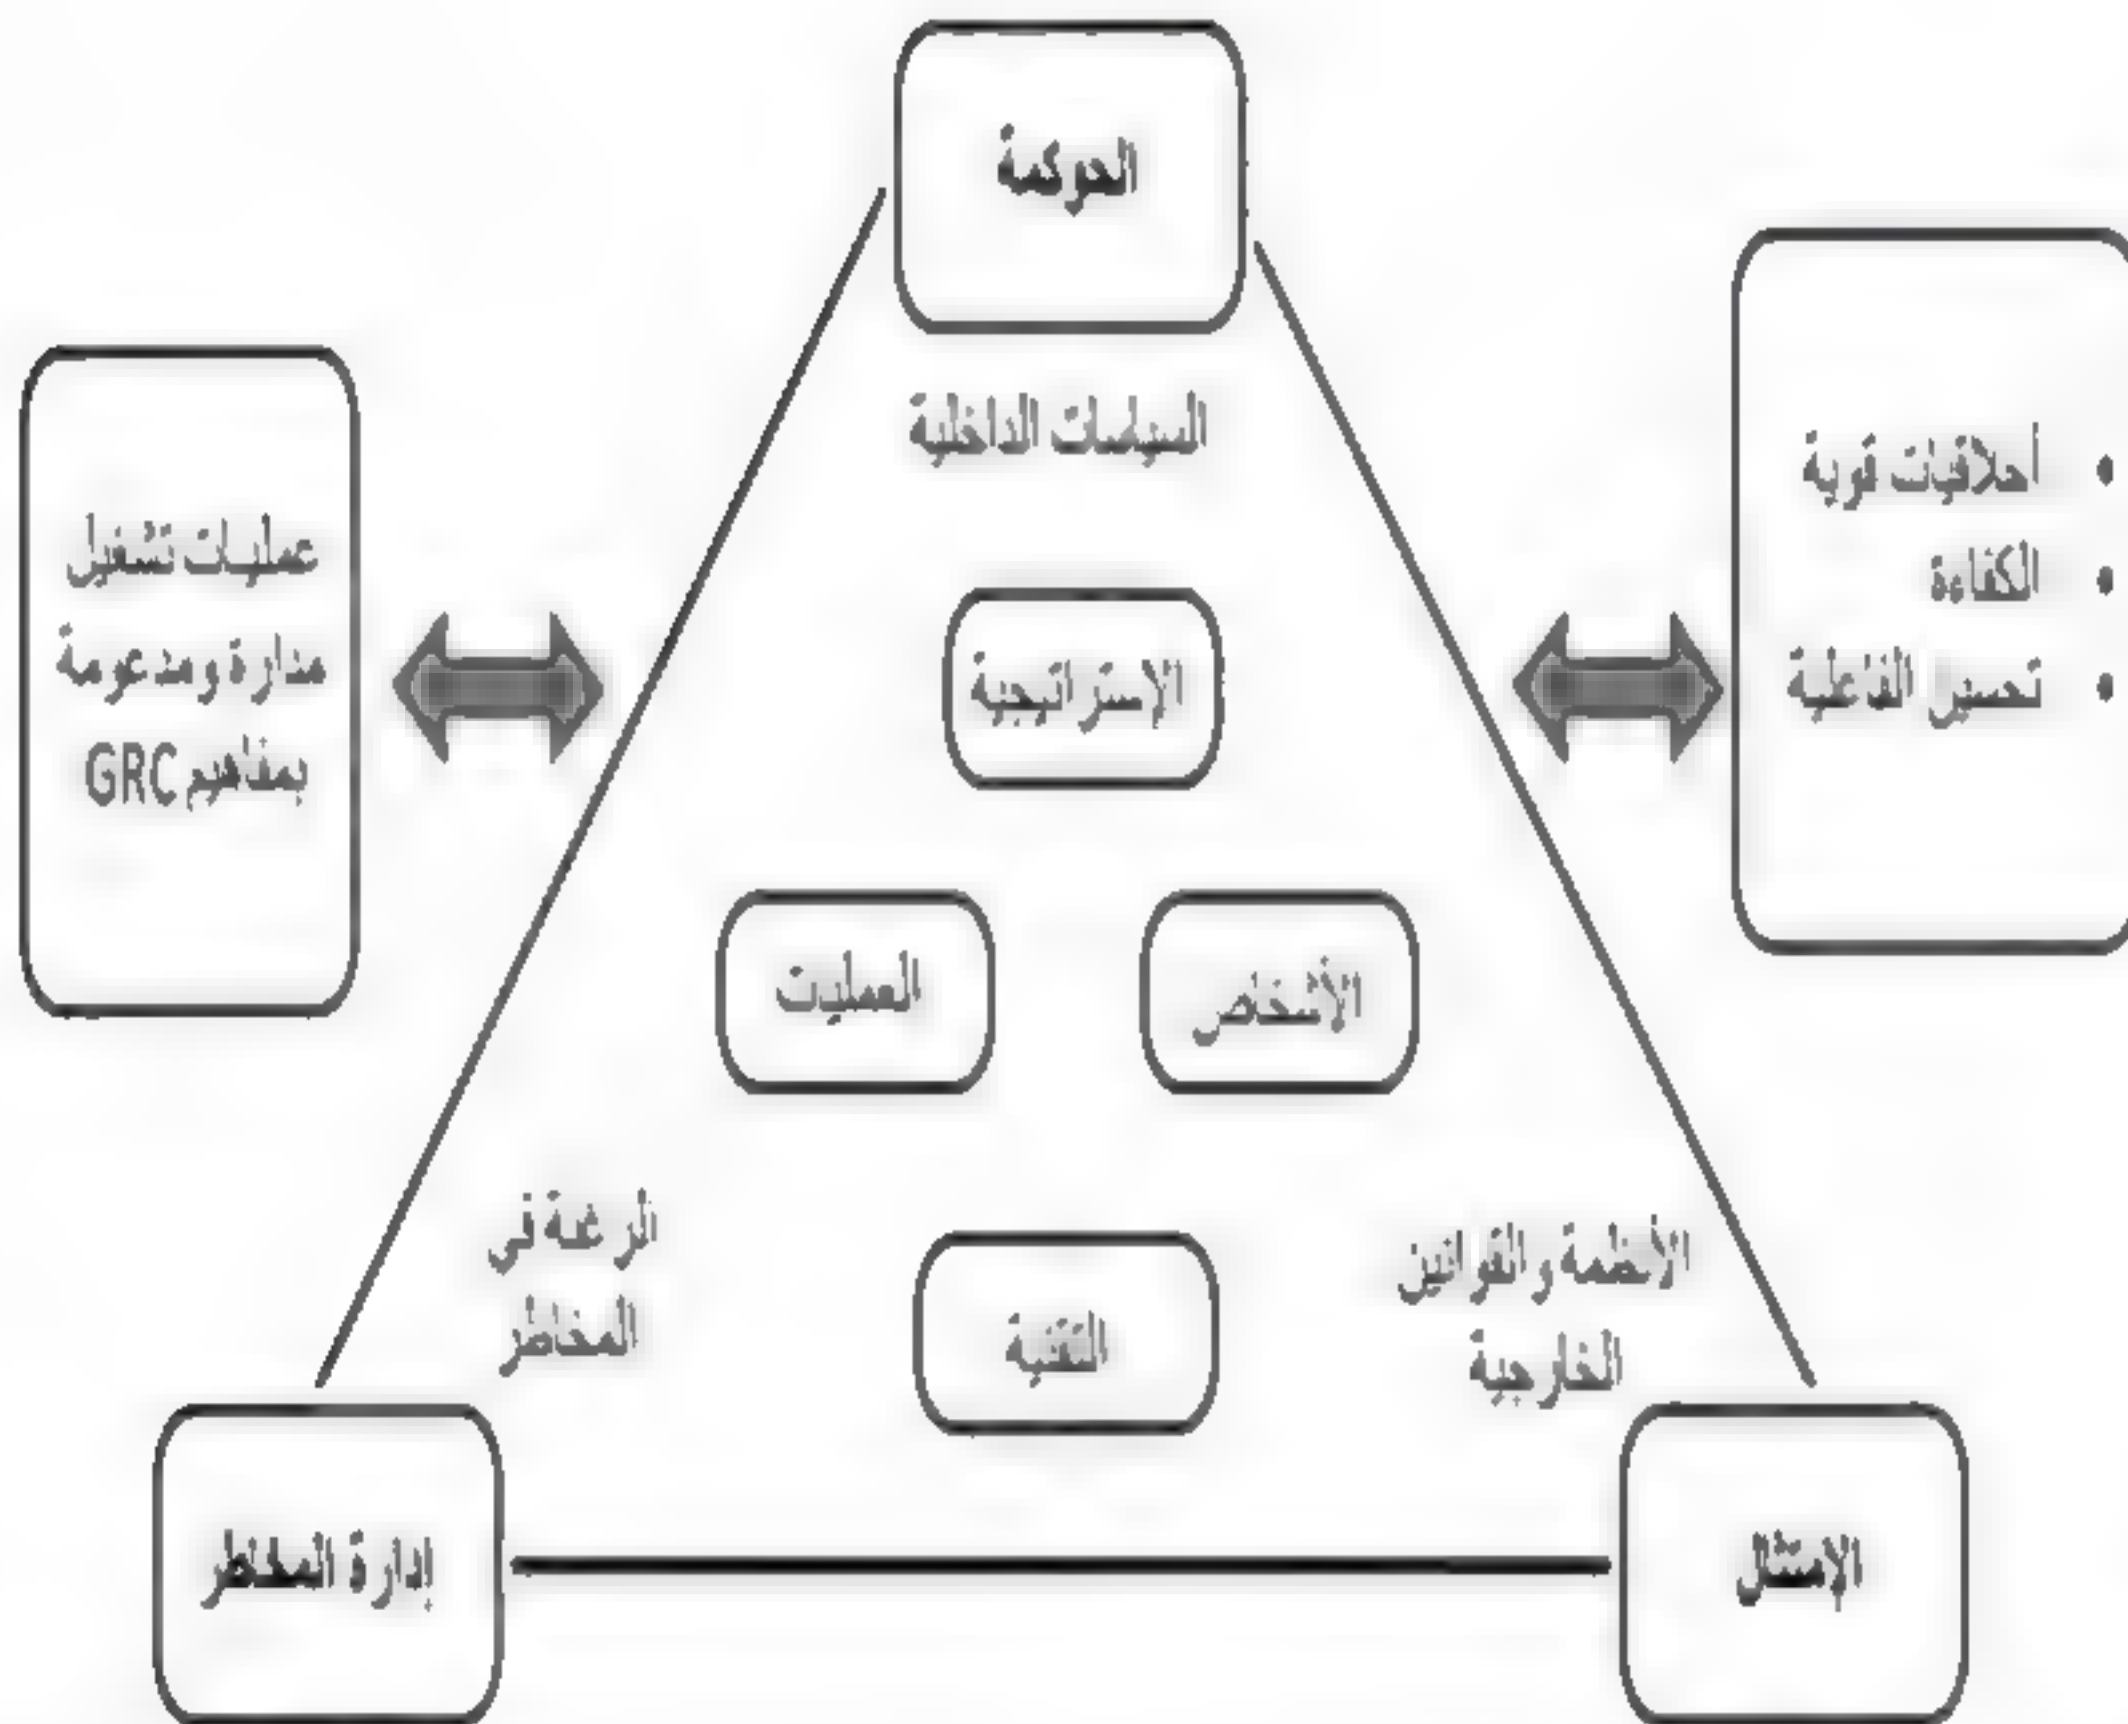 الحوكمة
السياسات الداخلية
أخلاقيات قوية
الكفاءة
تحسين الفاعلية
عمليات تشغيل
مدارة ومدعومة
بمفاهيم GRC
الإستراتيجية
الأشخاص
العمليات
الرغبة في
المخاطر
التقنية
الأنظمة والقوانين
الخارجية
الإمتثال
إدارة المخاطر